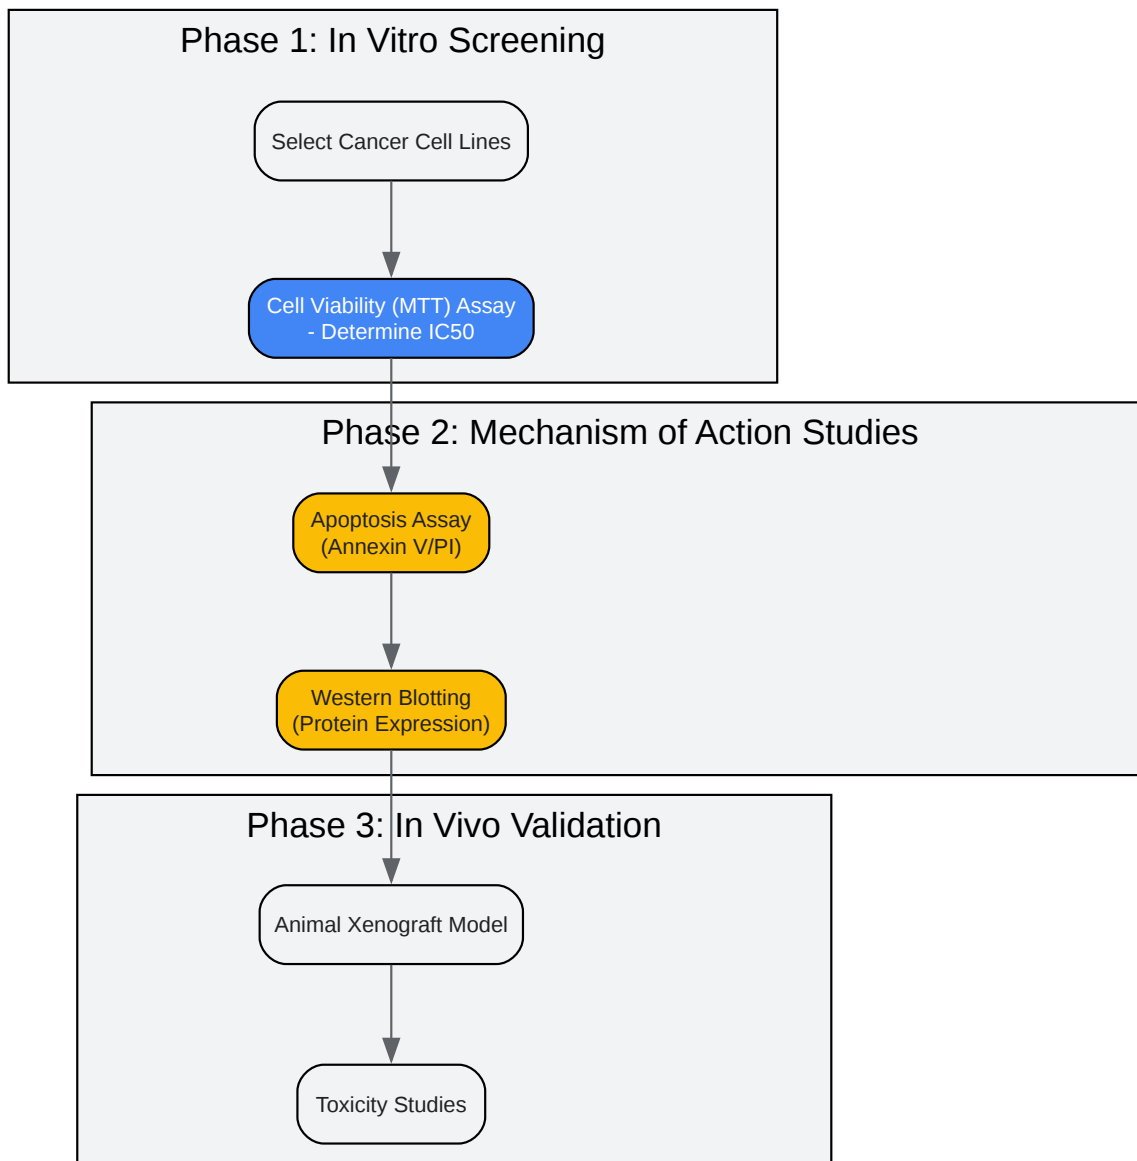 Phase 1: In Vitro Screening
Select Cancer Cell Lines
Cell Viability (MTT) Assay
- Determine IC50
Phase 2: Mechanism of Action Studies
Apoptosis Assay
(Annexin V/PI)
Western Blotting
(Protein Expression)
Phase 3: In Vivo Validation
Animal Xenograft Model
Toxicity Studies